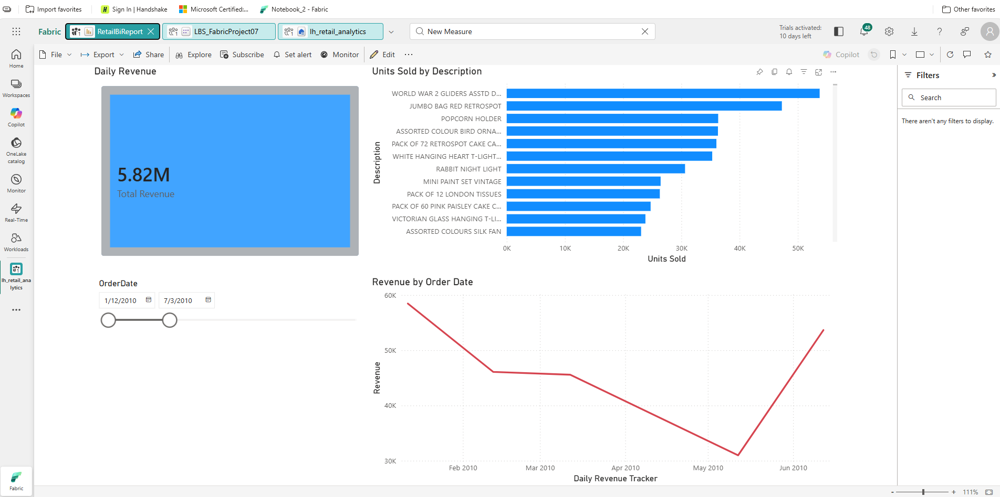 Import favorites
Sign In | Handshake
Microsoft Certified:...
Notebook_2 - Fabric
Other favorites
Fabric
RetailBiReport
LBS_FabricProject07
lh_retail_analytics
New Measure
Trials activated:
10 days left
48
File
Export
Share
Explore
Subscribe
Set alert
Monitor
Edit
Copilot
Home
Workspaces
Copilot
OneLake
catalog
Monitor
Real-Time
Workloads
lh_retail_ana
lytics
Fabric
Daily Revenue
5.82M
Total Revenue
OrderDate
1/12/2010
7/3/2010
Units Sold by Description
Description
WORLD WAR 2 GLIDERS ASSTD D...
JUMBO BAG RED RETROSPOT
POPCORN HOLDER
ASSORTED COLOUR BIRD ORNA...
PACK OF 72 RETROSPOT CAKE CA...
WHITE HANGING HEART T-LIGHT...
RABBIT NIGHT LIGHT
MINI PAINT SET VINTAGE
PACK OF 12 LONDON TISSUES
PACK OF 60 PINK PAISLEY CAKE C...
VICTORIAN GLASS HANGING T-LI...
ASSORTED COLOURS SILK FAN
0K 10K 20K 30K 40K 50K
Units Sold
Revenue by Order Date
Revenue
60K
50K
40K
30K
Feb 2010 Mar 2010 Apr 2010 May 2010 Jun 2010
Daily Revenue Tracker
Filters
Search
There aren't any filters to display.
- + 111%